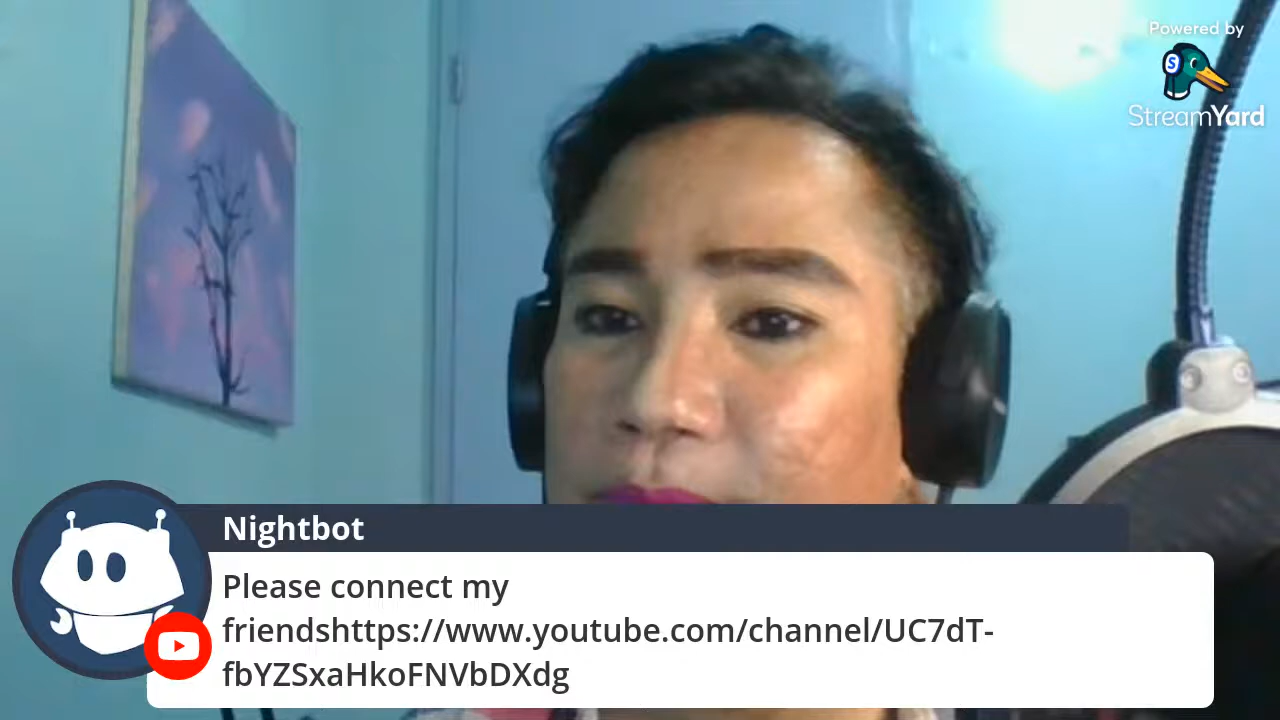 Powered by
S
StreamYard
Nightbot
Please connect my
friendshttps://www.youtube.com/channel/UC7dT-
fbYZSxaHkoFNVbDXdg